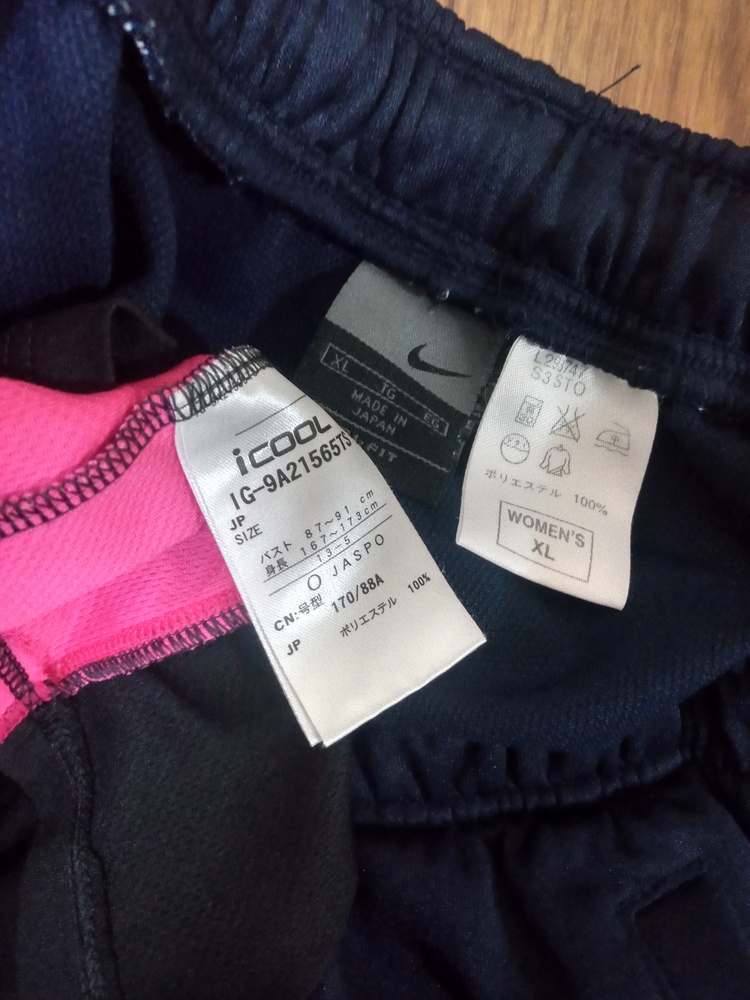 iCOOL
IG-9A21565TS
JP
SIZE
バスト 87~91 cm
身長 167~173cm
13-5
JASPO
CN:号型 170/88A
JP ポリエステル 100%
XL TG EG
MADE IN
JAPAN
FIT
S3STO
ポリエステル 100%
WOMEN'S
XL